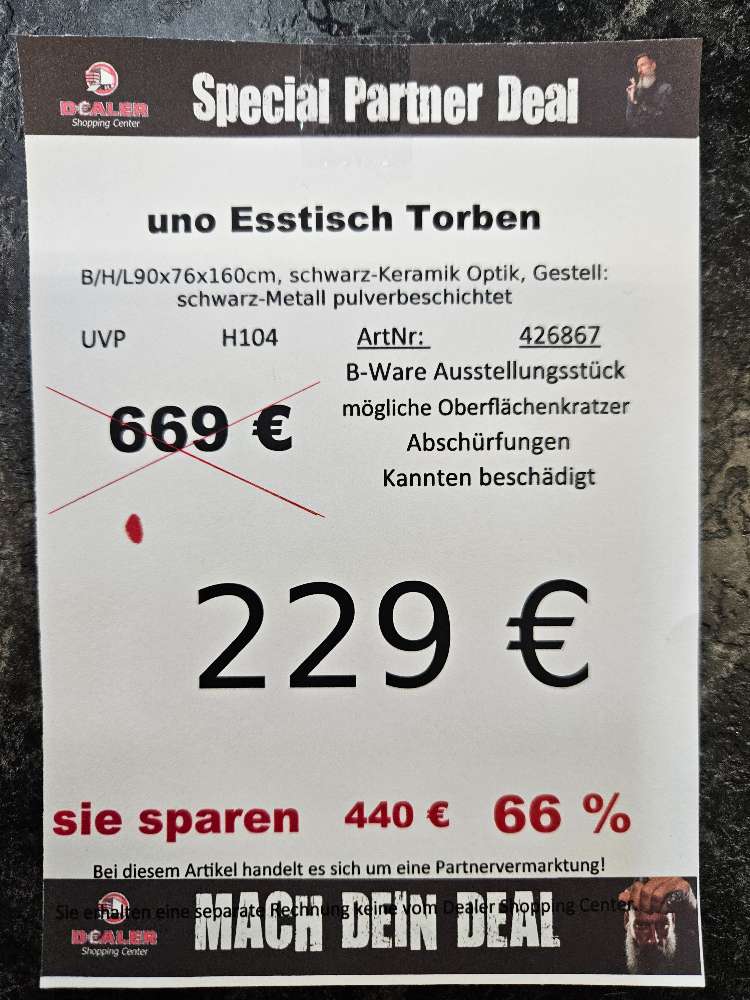 DEALER
Shopping Center
Special Partner Deal
uno Esstisch Torben
B/H/L90x76x160cm, schwarz-Keramik Optik, Gestell:
schwarz-Metall pulverbeschichtet
UVP H104 ArtNr: 426867
B-Ware Ausstellungsstück
669 € mögliche Oberflächenkratzer
Abschürfungen
Kannten beschädigt
229 €
sie sparen 440 € 66 %
Bei diesem Artikel handelt es sich um eine Partnervermarktung!
Sie erhalten eine separate Rechnung keine vom Dealer Shopping Center.
DEALER
Shopping Center
MACH DEIN DEAL